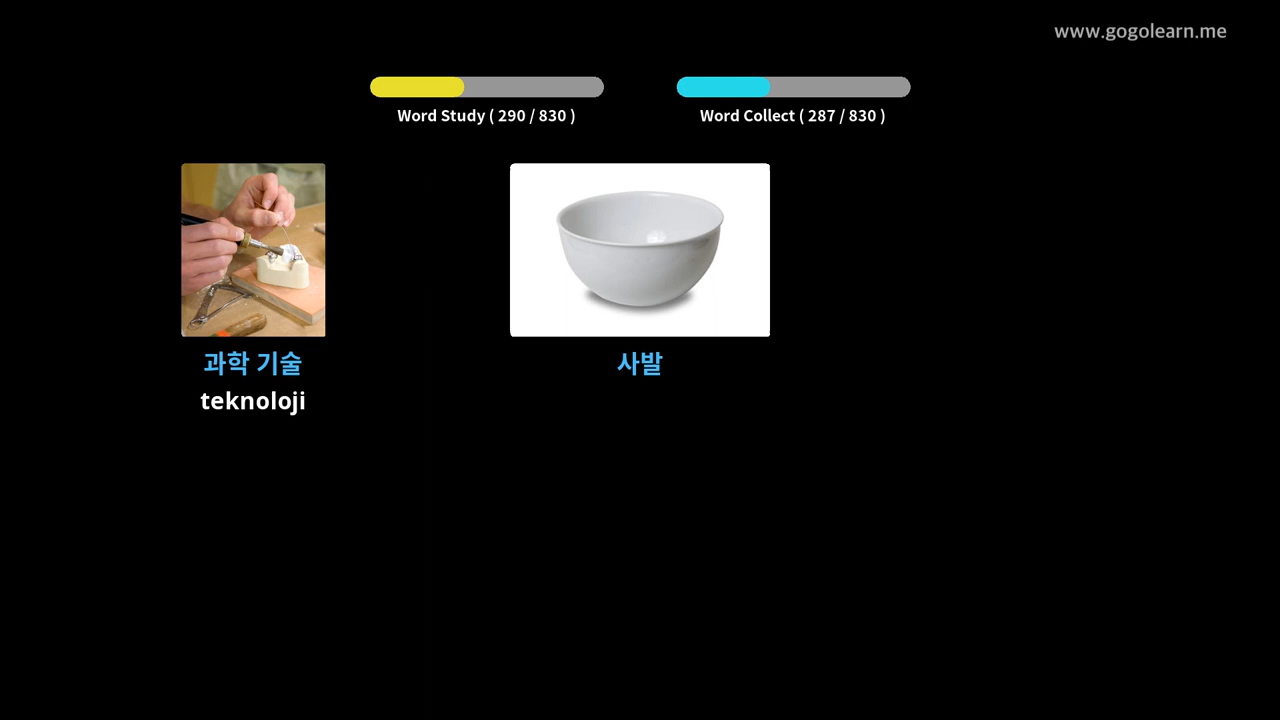 www.gogolearn.me
Word Study ( 290 / 830 )
Word Collect ( 287 / 830 )
과학 기술
teknoloji
사발